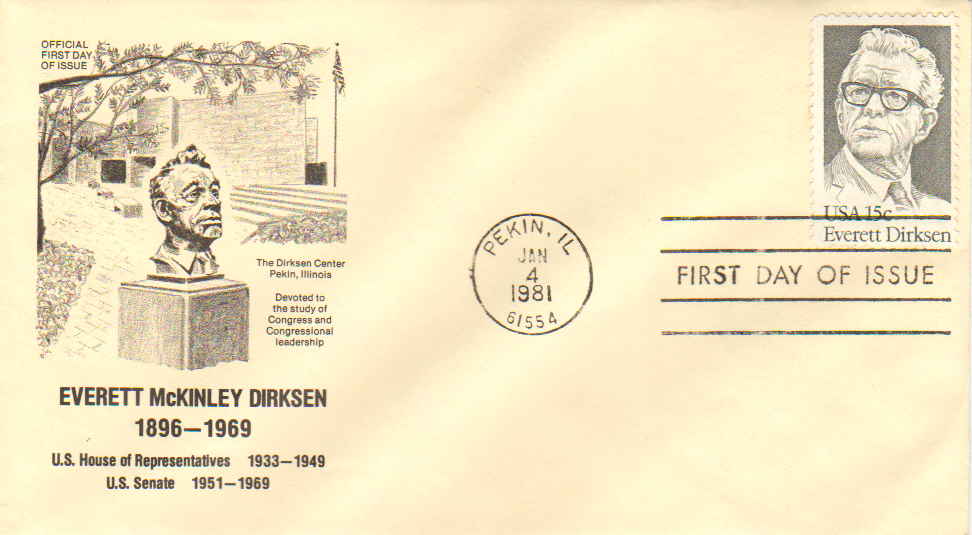 OFFICIAL
FIRST DAY
OF ISSUE
The Dirksen Center
Pekin, Illinois
Devoted to
the study of
Congress and
Congressional
leadership
EVERETT McKINLEY DIRKSEN
1896—1969
U.S. House of Representatives 1933—1949
U.S. Senate 1951—1969
PEKIN, IL
JAN
4
1981
61554
USA 15c
Everett Dirksen
FIRST DAY OF ISSUE